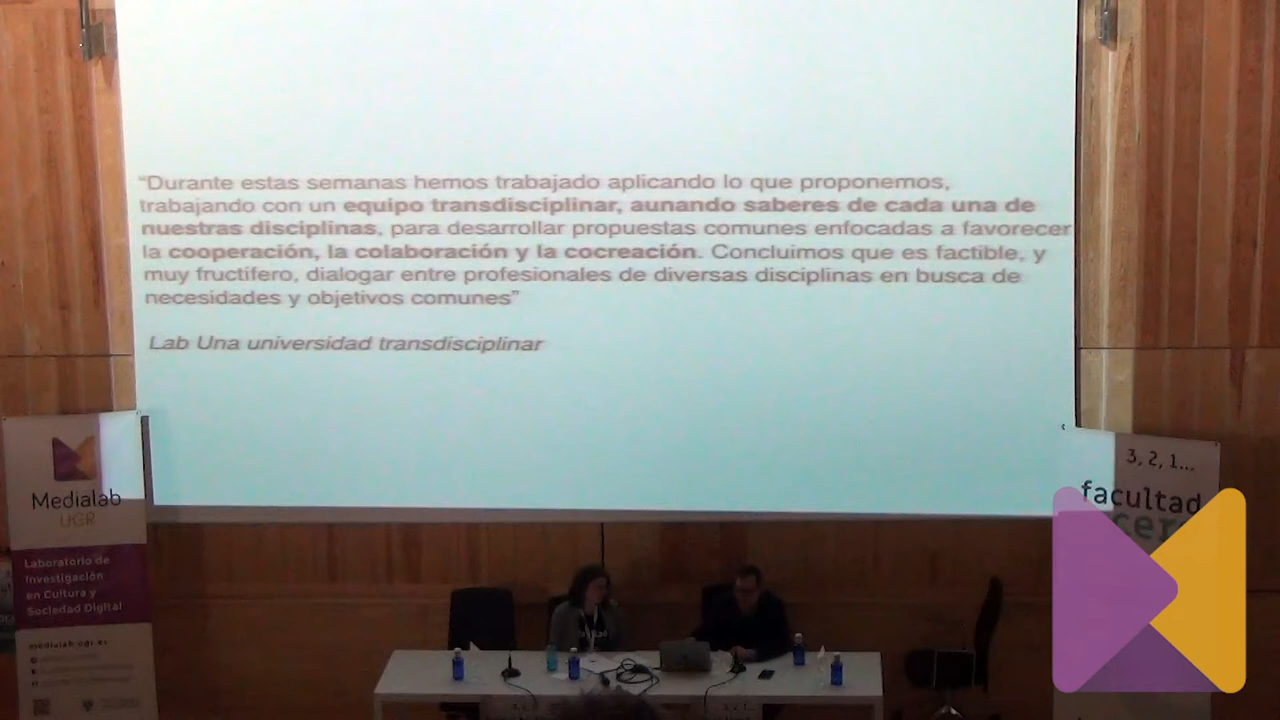 “Durante estas semanas hemos trabajado aplicando lo que proponemos,
trabajando con un equipo transdisciplinar, aunando saberes de cada una de
nuestras disciplinas, para desarrollar propuestas comunes enfocadas a favorecer
la cooperación, la colaboración y la cocreación. Concluimos que es factible, y
muy fructífero, dialogar entre profesionales de diversas disciplinas en busca de
necesidades y objetivos comunes”
Lab Una universidad transdisciplinar
Medialab
UGR
Laboratorio de
Investigación
en Cultura y
Sociedad Digital
medialab.ugr.es
3, 2, 1...
facultad